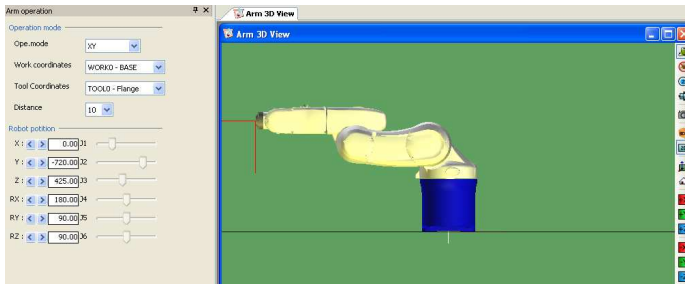 Arm operation
Operation mode
Ope.mode XY
Work coordinates WORK0 - BASE
Tool Coordinates TOOL0 - Flange
Distance 10
Robot potition
X : < > 0.00 J1
Y : < > -720.00 J2
Z : < > 425.00 J3
RX : < > 180.00 J4
RY : < > 90.00 J5
RZ : < > 90.00 J6
Arm 3D View
Arm 3D View